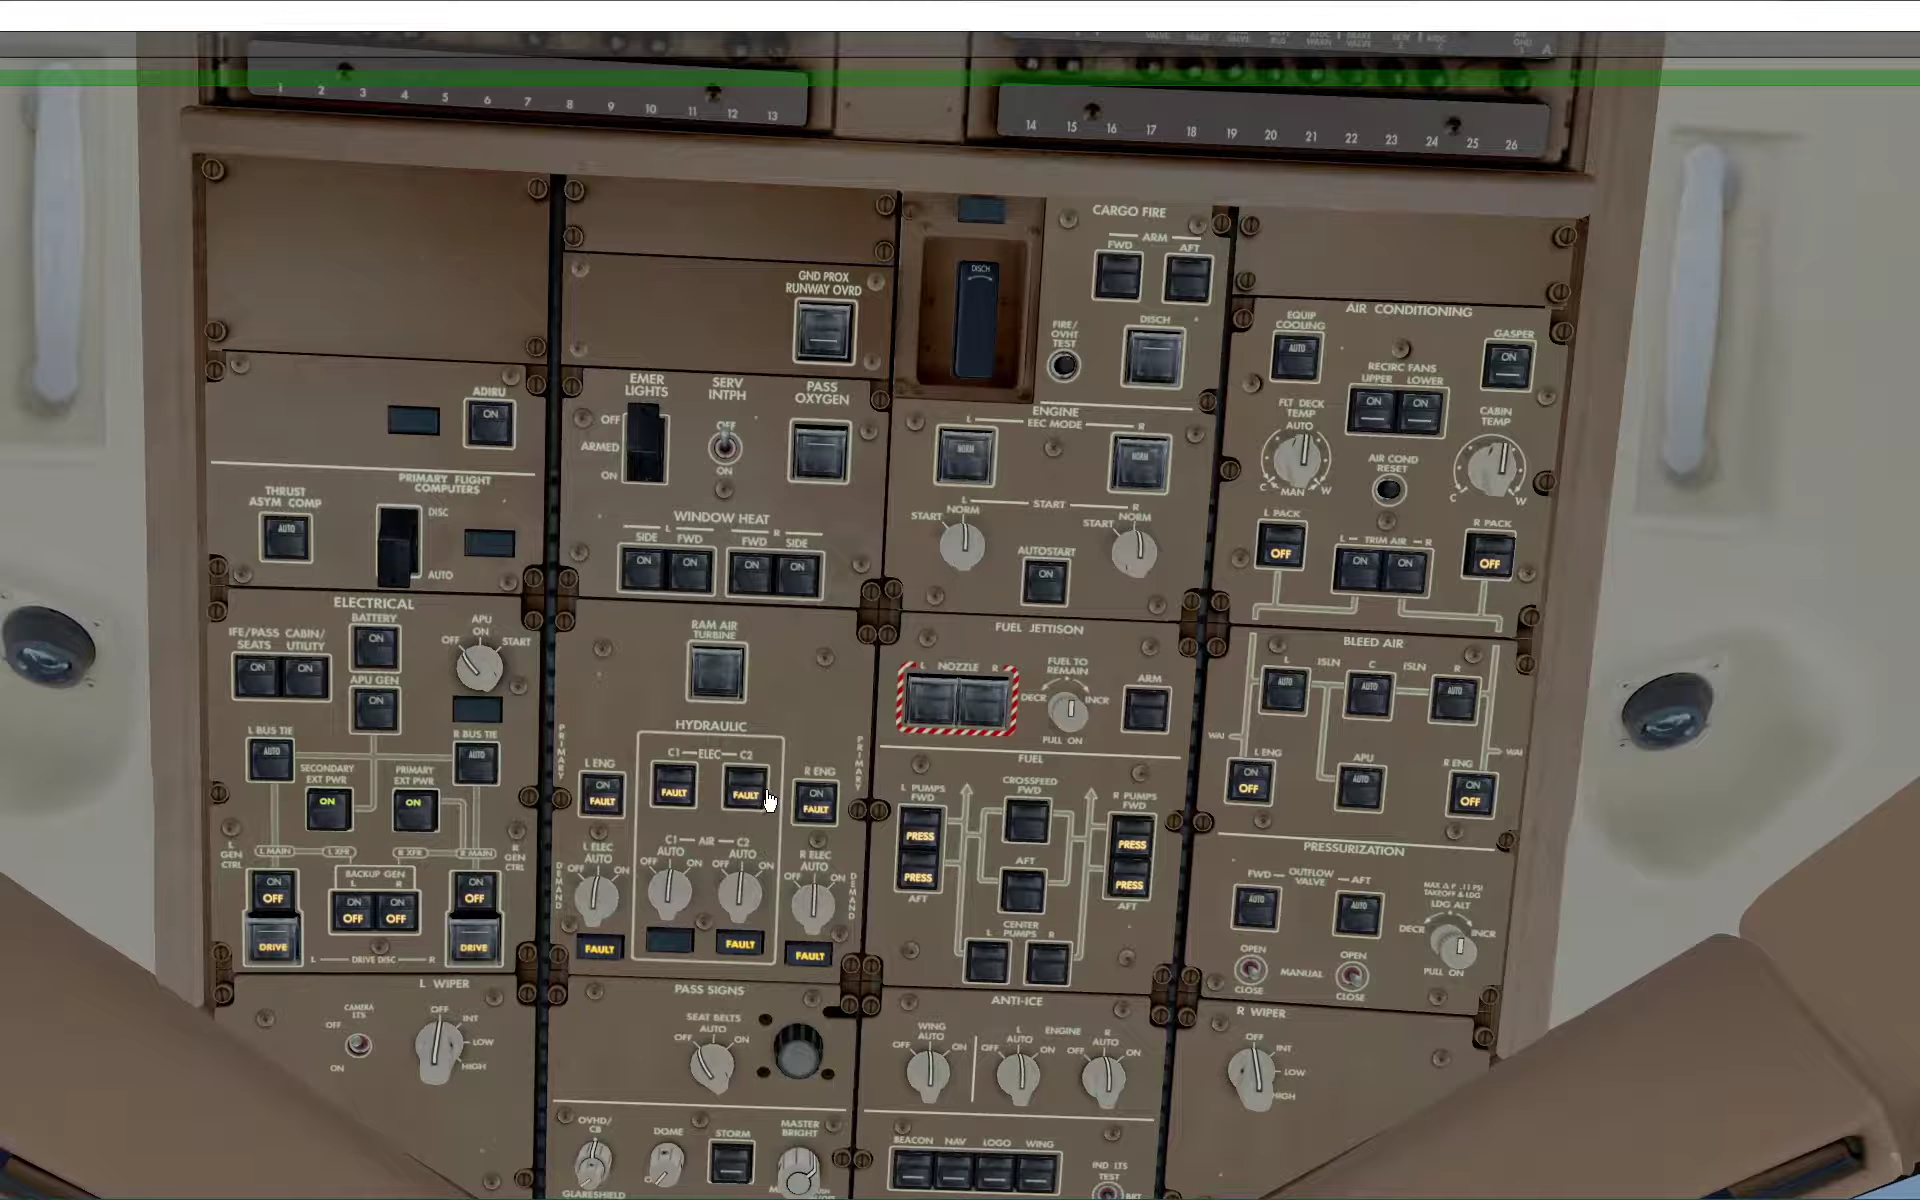 1 2 3 4 5 6 7 8 9 10 11 12 13
14 15 16 17 18 19 20 21 22 23 24 25 26
A
GND PROX
RUNWAY OVRD
DISCH
CARGO FIRE
ARM
FWD AFT
FIRE/
OVHT
TEST
DISCH
AIR CONDITIONING
EQUIP
COOLING
AUTO
GASPER
ON
RECIRC FANS
UPPER LOWER
ON ON
FLT DECK
TEMP
AUTO
C MAN W
CABIN
TEMP
C W
AIR COND
RESET
L PACK
OFF
R PACK
OFF
L TRIM AIR R
ON ON
ADIRU
ON
THRUST
ASYM COMP
AUTO
PRIMARY FLIGHT
COMPUTERS
DISC
AUTO
EMER
LIGHTS
OFF
ARMED
ON
SERV
INTPH
OFF
ON
PASS
OXYGEN
WINDOW HEAT
L R
SIDE FWD FWD SIDE
ON ON ON ON
ENGINE
L EEC MODE R
NORM NORM
L START R
START NORM START NORM
AUTOSTART
ON
ELECTRICAL
BATTERY
ON
IFE/PASS
SEATS
ON
CABIN/
UTILITY
ON
APU
OFF ON START
APU GEN
ON
L BUS TIE
AUTO
R BUS TIE
AUTO
SECONDARY
EXT PWR
ON
PRIMARY
EXT PWR
ON
L MAIN L XFR R XFR R MAIN
L
GEN
CTRL
ON
OFF
R
GEN
CTRL
ON
OFF
BACKUP GEN
L R
ON ON
OFF OFF
DRIVE DRIVE
L DRIVE DISC R
RAM AIR
TURBINE
HYDRAULIC
PRIMARY
PRIMARY
L ENG
ON
FAULT
C1 ELEC C2
FAULT FAULT
R ENG
ON
FAULT
DEMAND
DEMAND
L ELEC
AUTO
OFF ON
C1 AIR C2
AUTO AUTO
OFF ON OFF ON
R ELEC
AUTO
OFF ON
FAULT FAULT FAULT
FUEL JETTISON
L NOZZLE R
FUEL TO
REMAIN
DECR INCR
PULL ON
ARM
FUEL
L PUMPS
FWD
PRESS
PRESS
AFT
CROSSFEED
FWD
AFT
R PUMPS
FWD
PRESS
PRESS
AFT
CENTER
L PUMPS R
BLEED AIR
L ISLN C ISLN R
AUTO AUTO AUTO
WAI WAI
L ENG
ON
OFF
APU
AUTO
R ENG
ON
OFF
PRESSURIZATION
FWD OUTFLOW VALVE AFT
AUTO AUTO
MAX Δ P .11 PSI
TAKEOFF & LDG
LDG ALT
DECR INCR
PULL ON
OPEN MANUAL OPEN
CLOSE CLOSE
L WIPER
CAMERA
LTS
OFF
ON
OFF
INT
LOW
HIGH
PASS SIGNS
SEAT BELTS
AUTO
OFF ON
ANTI-ICE
WING
AUTO
OFF ON
L ENGINE R
AUTO AUTO
OFF ON OFF ON
R WIPER
OFF
INT
LOW
HIGH
OVHD/
CB
GLARESHIELD
DOME
STORM
MASTER
BRIGHT
BEACON NAV LOGO WING
IND LTS
TEST
BRT